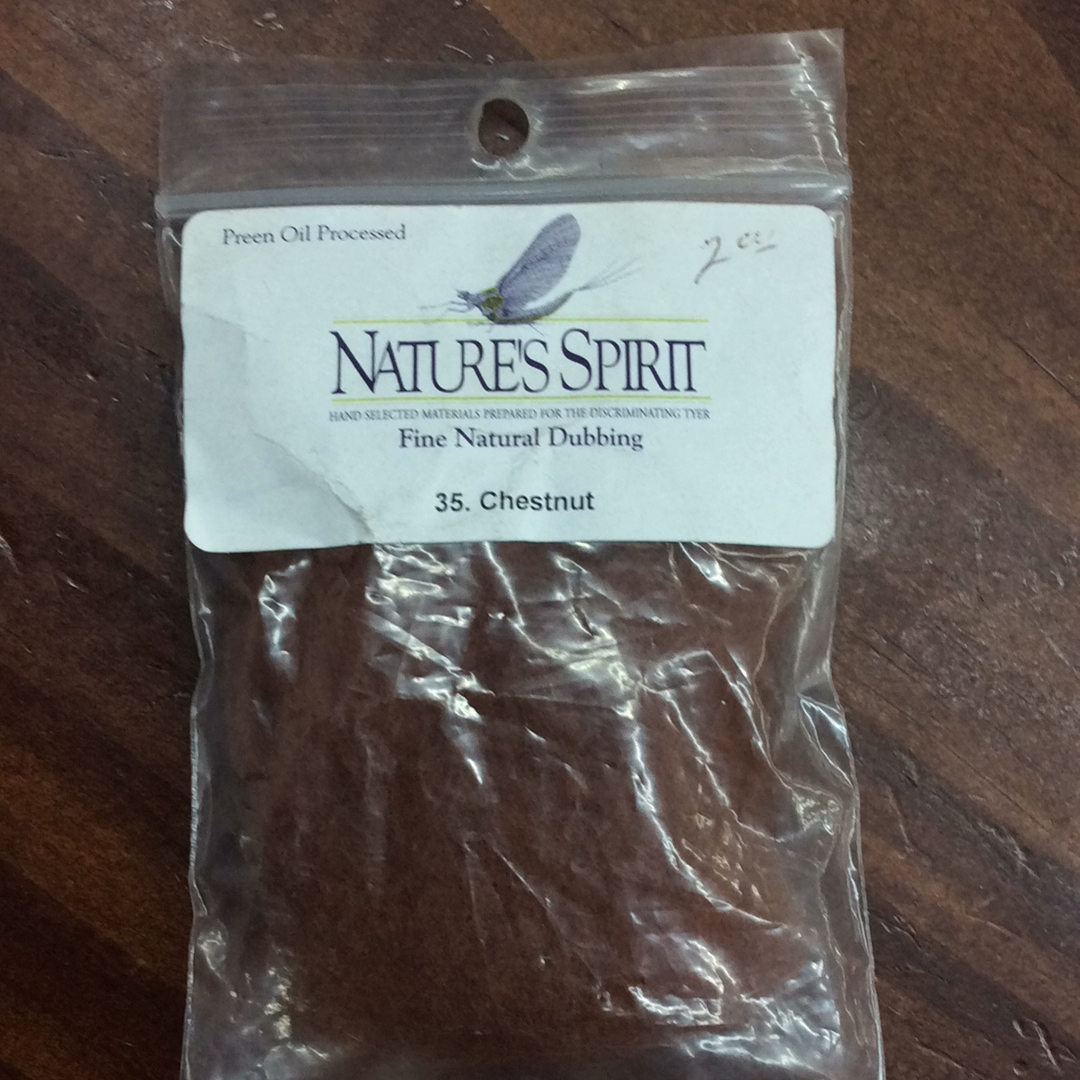 Preen Oil Processed
NATURE'S SPIRIT
HAND SELECTED MATERIALS PREPARED FOR THE DISCRIMINATING TYER
Fine Natural Dubbing
35. Chestnut